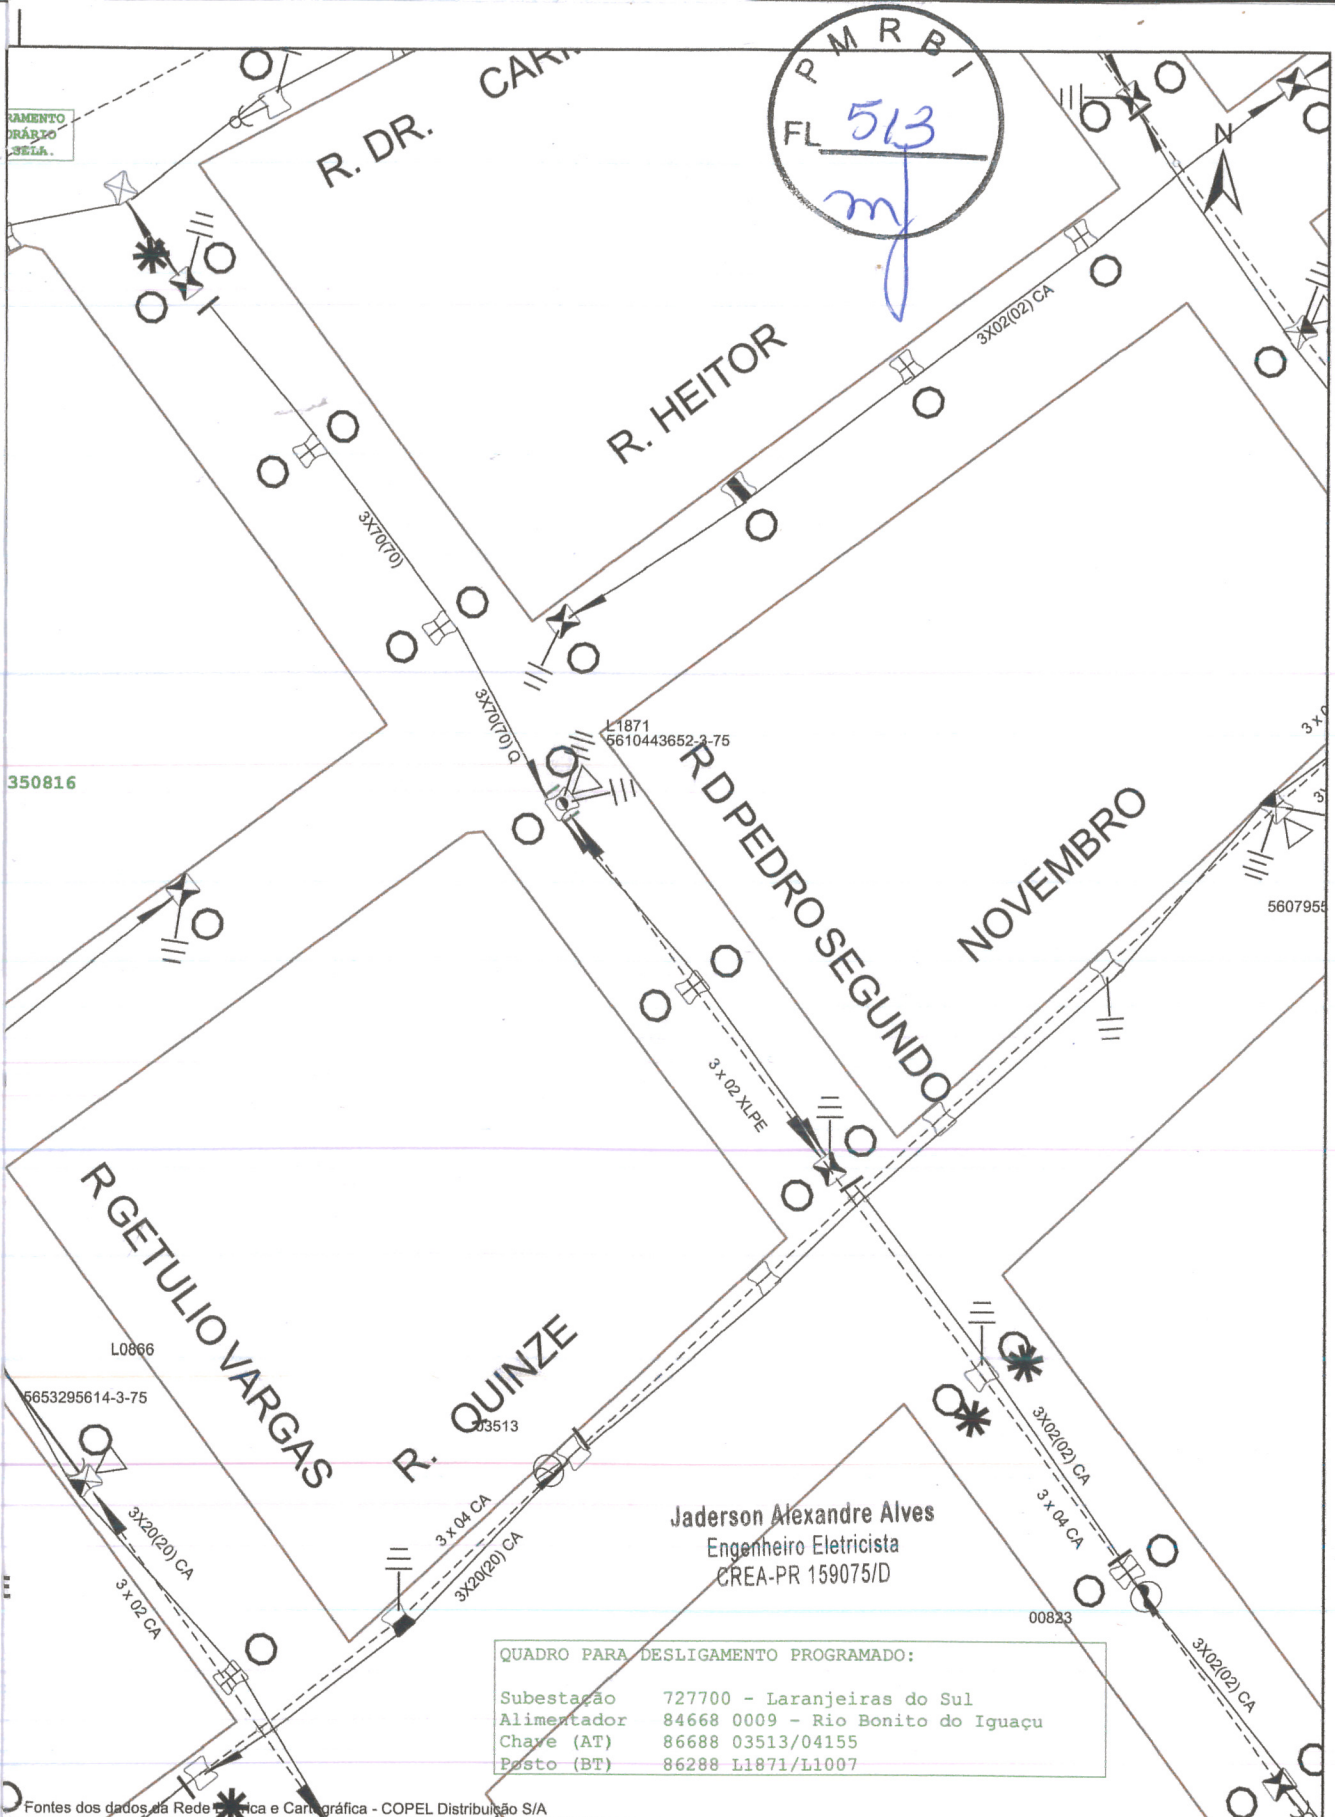 P M R B I
FL 513
R. DR.
RAMENTO
ORÁRIO
N
3X02(02) CA
R. HEITOR
3X70(70)
3X70(70) Q
L1871
5610443652-3-75
350816
R D PEDRO SEGUNDO
NOVEMBRO
5607955
3 x 02 XLPE
R GETULIO VARGAS
L0866
5653295614-3-75
R. QUINZE
03513
3X20(20) CA
3 x 02 CA
3 x 04 CA
3X20(20) CA
3X02(02) CA
3 x 04 CA
Jaderson Alexandre Alves
Engenheiro Eletricista
CREA-PR 159075/D
00823
3X02(02) CA
QUADRO PARA DESLIGAMENTO PROGRAMADO:
Subestação 727700 - Laranjeiras do Sul
Alimentador 84668 0009 - Rio Bonito do Iguaçu
Chave (AT) 86688 03513/04155
Posto (BT) 86288 L1871/L1007
Fontes dos dados da Rede Elétrica e Cartográfica - COPEL Distribuição S/A